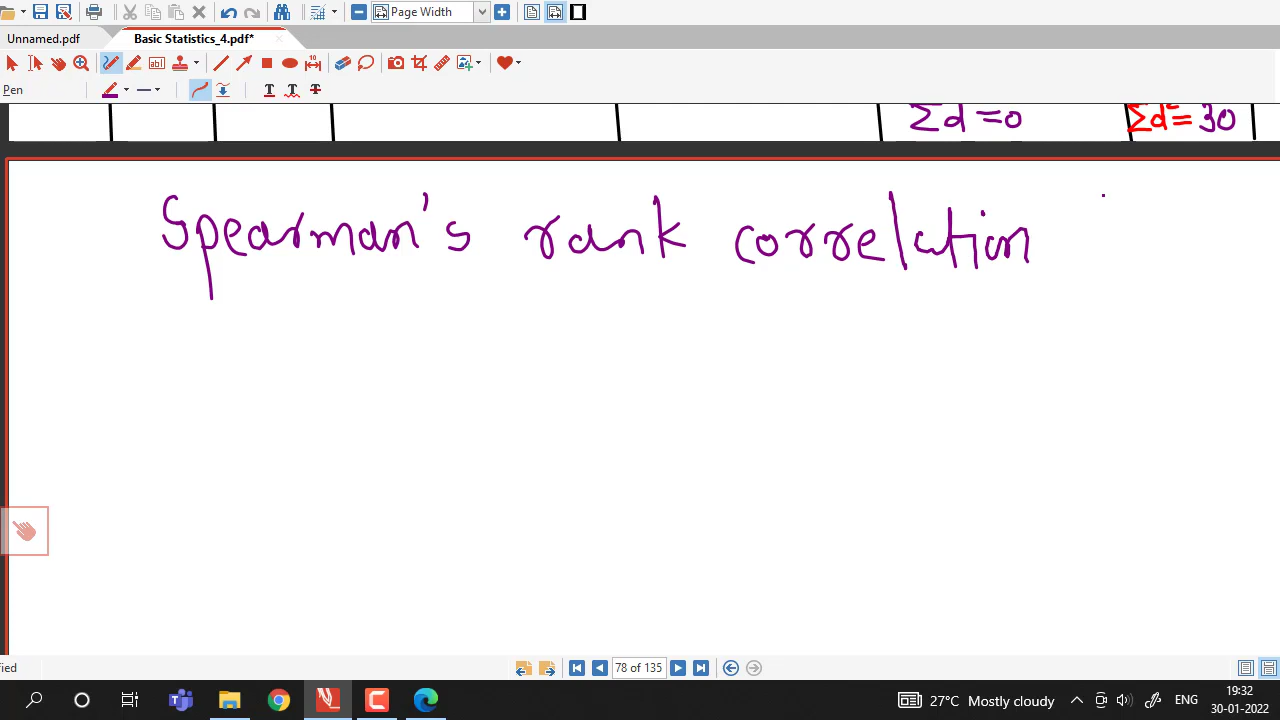 Page Width
Unnamed.pdf
Basic Statistics_4.pdf*
Pen
Σd =0
Σd²= 30
Spearman's rank correlation
78 of 135
ied
27°C Mostly cloudy
ENG
19:32
30-01-2022